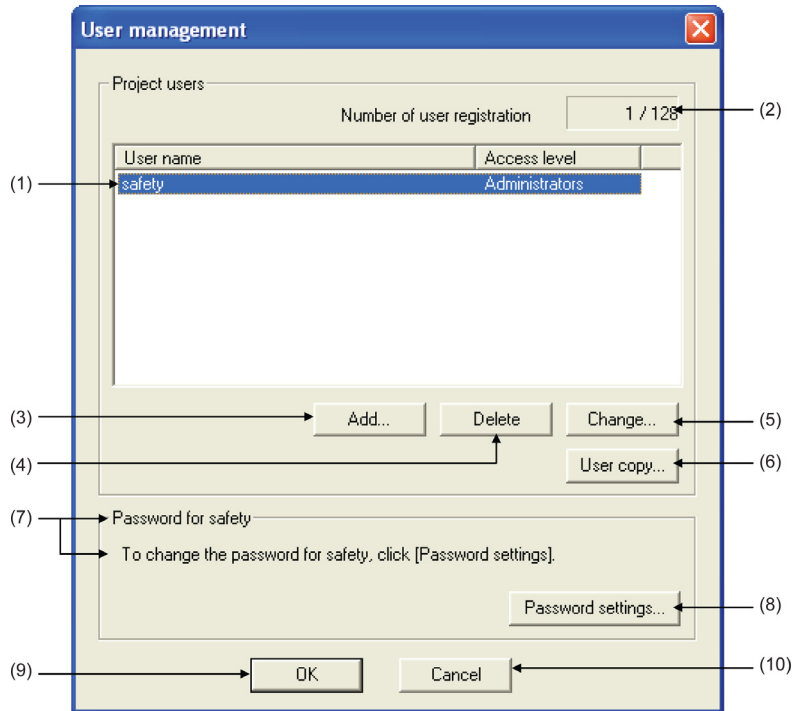 User management
Project users
Number of user registration 1 / 128 (2)
User name Access level
(1) safety Administrators
(3) Add... Delete Change... (5)
(4) User copy... (6)
(7) Password for safety
To change the password for safety, click [Password settings].
Password settings... (8)
(9) OK Cancel (10)